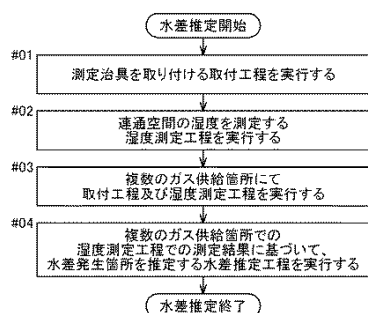 水差推定開始
#01
測定治具を取り付ける取付工程を実行する
#02
連通空間の湿度を測定する
湿度測定工程を実行する
#03
複数のガス供給箇所にて
取付工程及び湿度測定工程を実行する
#04
複数のガス供給箇所での
湿度測定工程での測定結果に基づいて、
水差発生箇所を推定する水差推定工程を実行する
水差推定終了